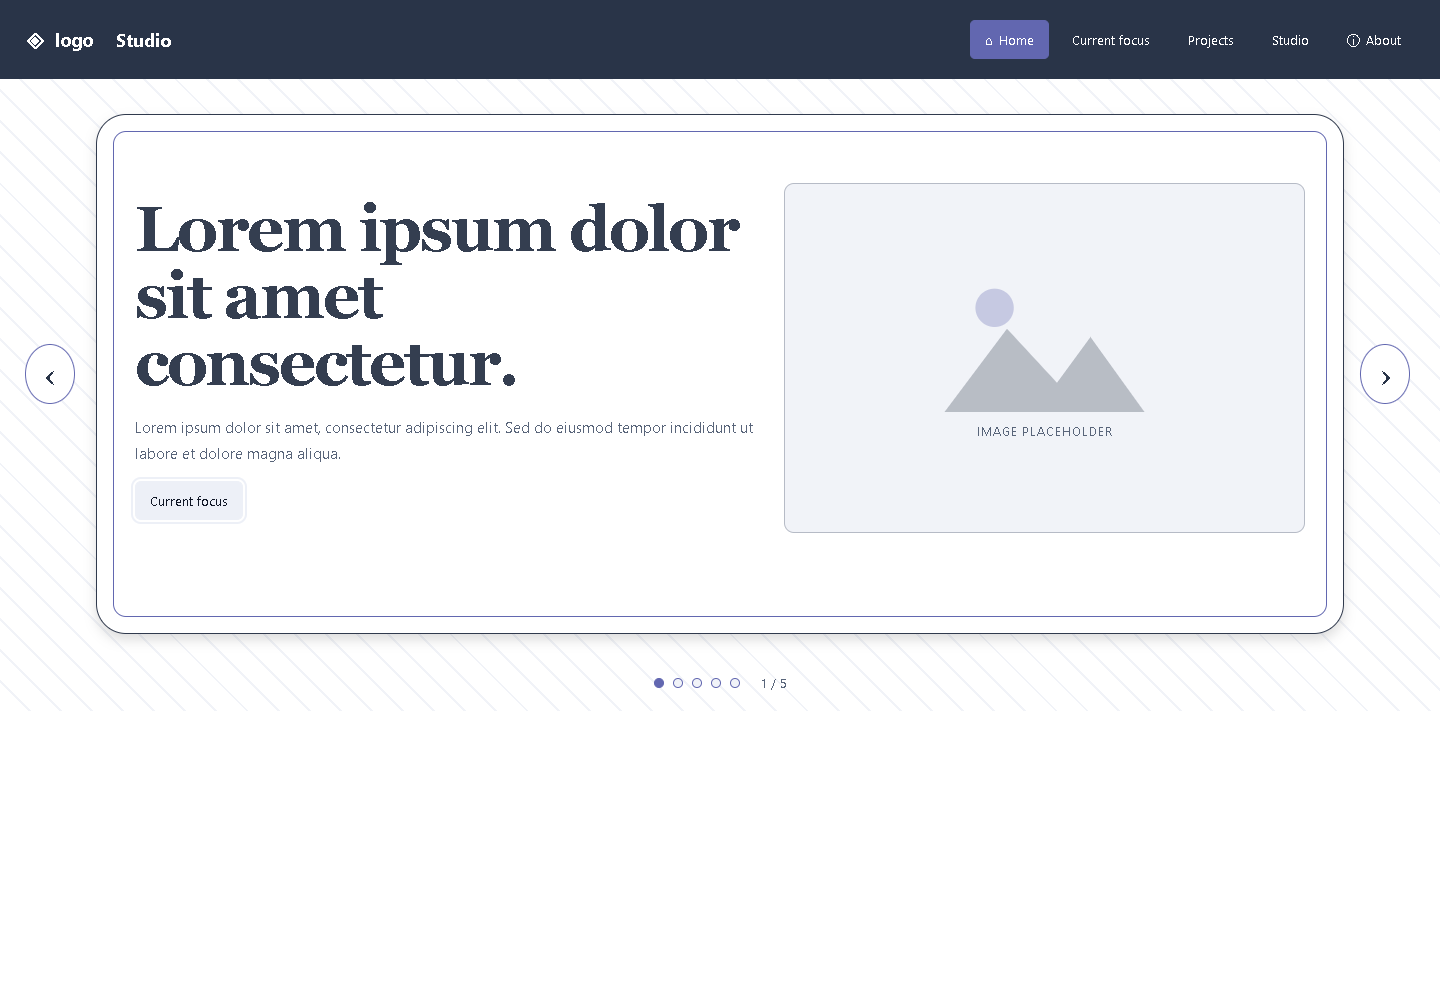 logo Studio
Home Current focus Projects Studio About
Lorem ipsum dolor
sit amet
consectetur.
Lorem ipsum dolor sit amet, consectetur adipiscing elit. Sed do eiusmod tempor incididunt ut
labore et dolore magna aliqua.
Current focus
IMAGE PLACEHOLDER
1 / 5